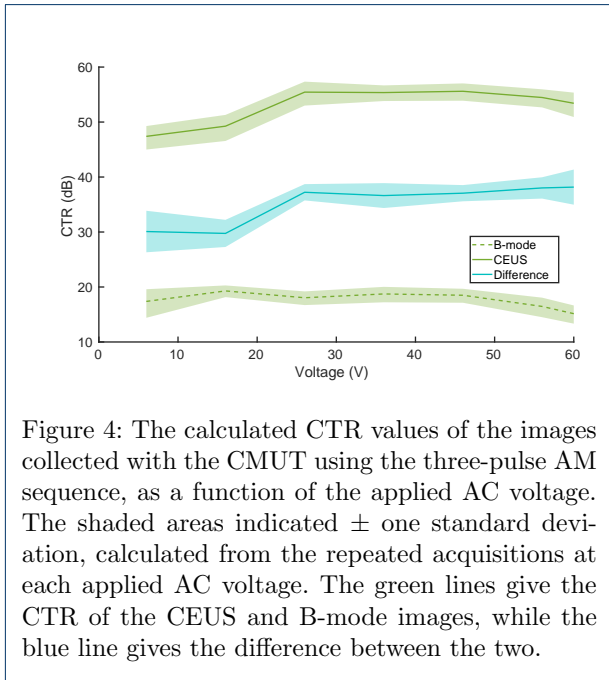 60
50
40
30
20
10
CTR (dB)
B-mode
CEUS
Difference
0 10 20 30 40 50 60
Voltage (V)
Figure 4: The calculated CTR values of the images
collected with the CMUT using the three-pulse AM
sequence, as a function of the applied AC voltage.
The shaded areas indicated ± one standard devi-
ation, calculated from the repeated acquisitions at
each applied AC voltage. The green lines give the
CTR of the CEUS and B-mode images, while the
blue line gives the difference between the two.